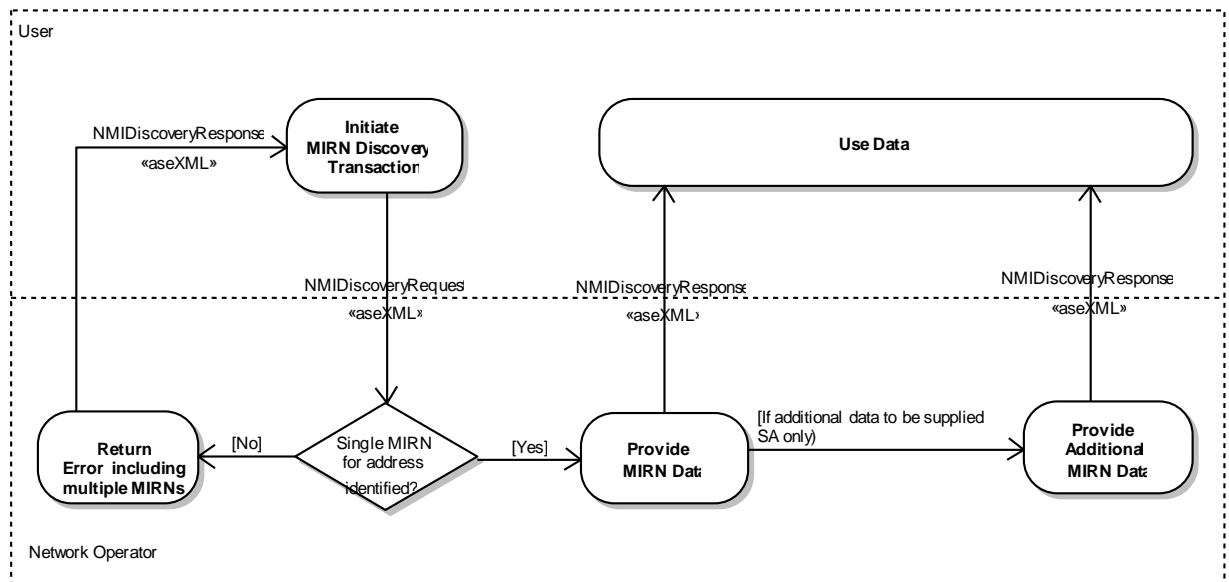 User
NMIDiscoveryResponse
«aseXML»
Initiate
MIRN Discovery
Transaction
Use Data
NMIDiscoveryRequest
«aseXML»
NMIDiscoveryResponse
«aseXML»
NMIDiscoveryResponse
«aseXML»
Return
Error including
multiple MIRNs
[No]
Single MIRN
for address
identified?
[Yes]
Provide
MIRN Data
[If additional data to be supplied
SA only)
Provide
Additional
MIRN Data
Network Operator